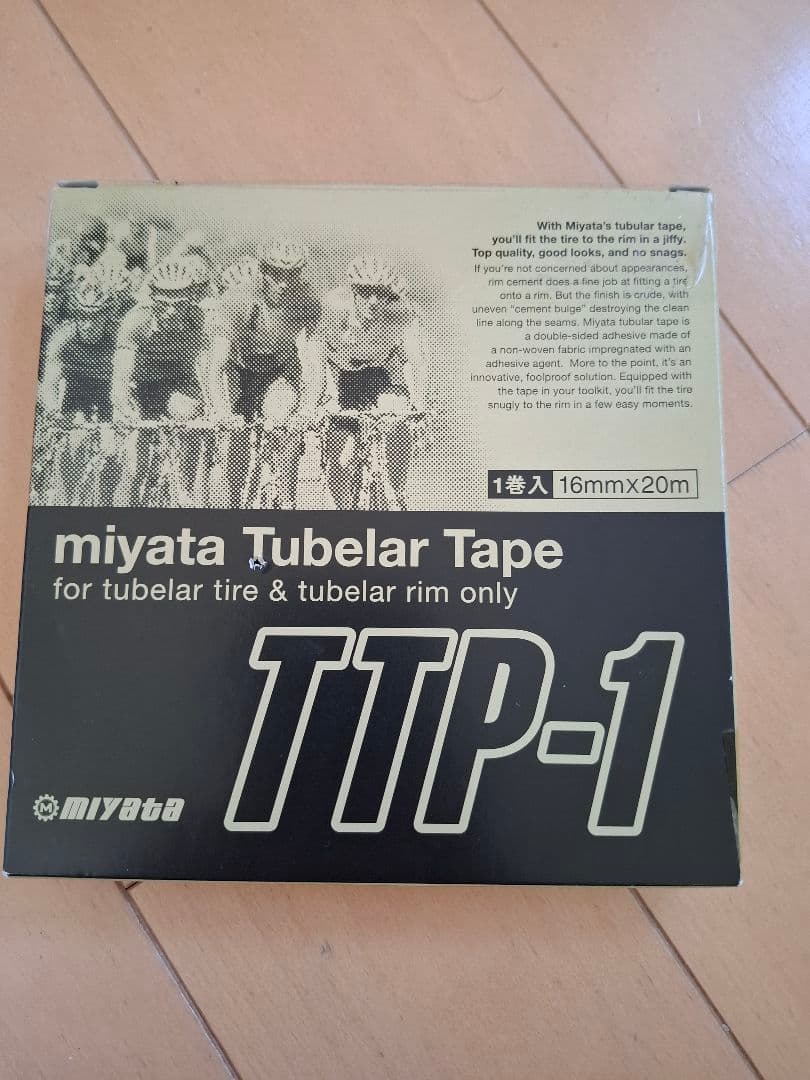 With Miyata's tubular tape,
you'll fit the tire to the rim in a jiffy.
Top quality, good looks, and no snags.
If you're not concerned about appearances,
rim cement does a fine job at fitting a tire
onto a rim. But the finish is crude, with
uneven "cement bulge" destroying the clean
line along the seams. Miyata tubular tape is
a double-sided adhesive made of
a non-woven fabric impregnated with an
adhesive agent. More to the point, it's an
innovative, foolproof solution. Equipped with
the tape in your toolkit, you'll fit the tire
snugly to the rim in a few easy moments.
1巻入 16mmx20m
miyata Tubelar Tape
for tubelar tire & tubelar rim only
TTP-1
M miyata